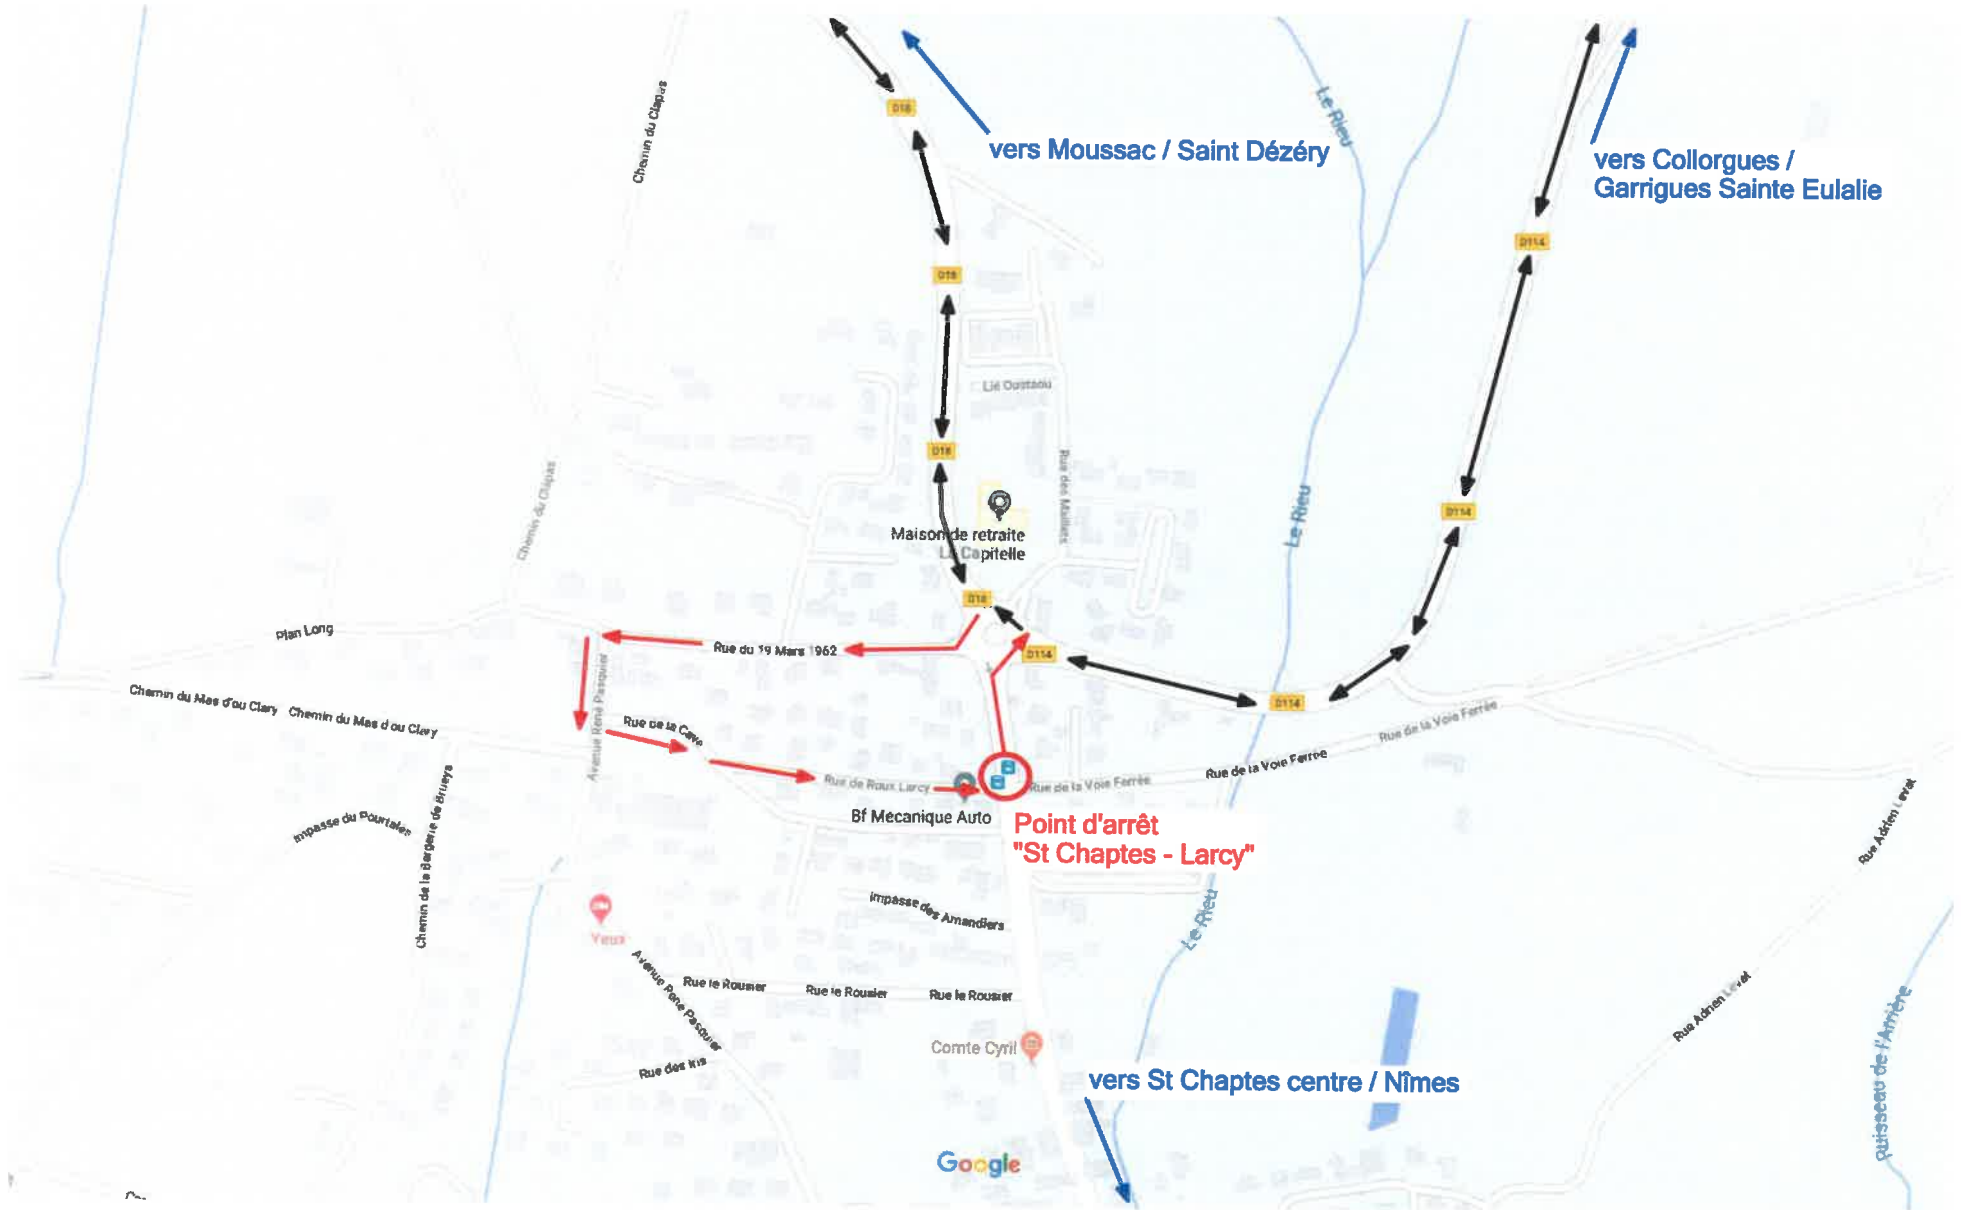 Chemin du Clapas
D18
vers Moussac / Saint Dézéry
Le Rieu
vers Collorgues /
Garrigues Sainte Eulalie
D114
D18
Lié Oustaou
D18
Rue des Maillets
Chemin du Clapas
Le Rieu
D114
Maison de retraite
La Capitelle
D18
Plan Long
Rue du 19 Mars 1962
D114
Avenue René Pasquier
D114
Chemin du Mas d'ou Clary
Chemin du Mas d'ou Clary
Rue de la Cave
Rue de la Voie Ferrée
Rue de la Voie Ferrée
Rue de Roux Larcy
Rue de la Voie Ferrée
Bf Mecanique Auto
Point d'arrêt
"St Chaptes - Larcy"
Impasse du Pourtalès
Chemin de la Bergerie de Brueys
Rue Adrien Levat
Impasse des Amandiers
Le Rieu
Yeux
Avenue René Pasquier
Rue le Rousier
Rue le Rousier
Rue le Rousier
Rue Adrien Levat
Comte Cyril
Rue des Iris
vers St Chaptes centre / Nîmes
Ruisseau de l'Arrière
Google